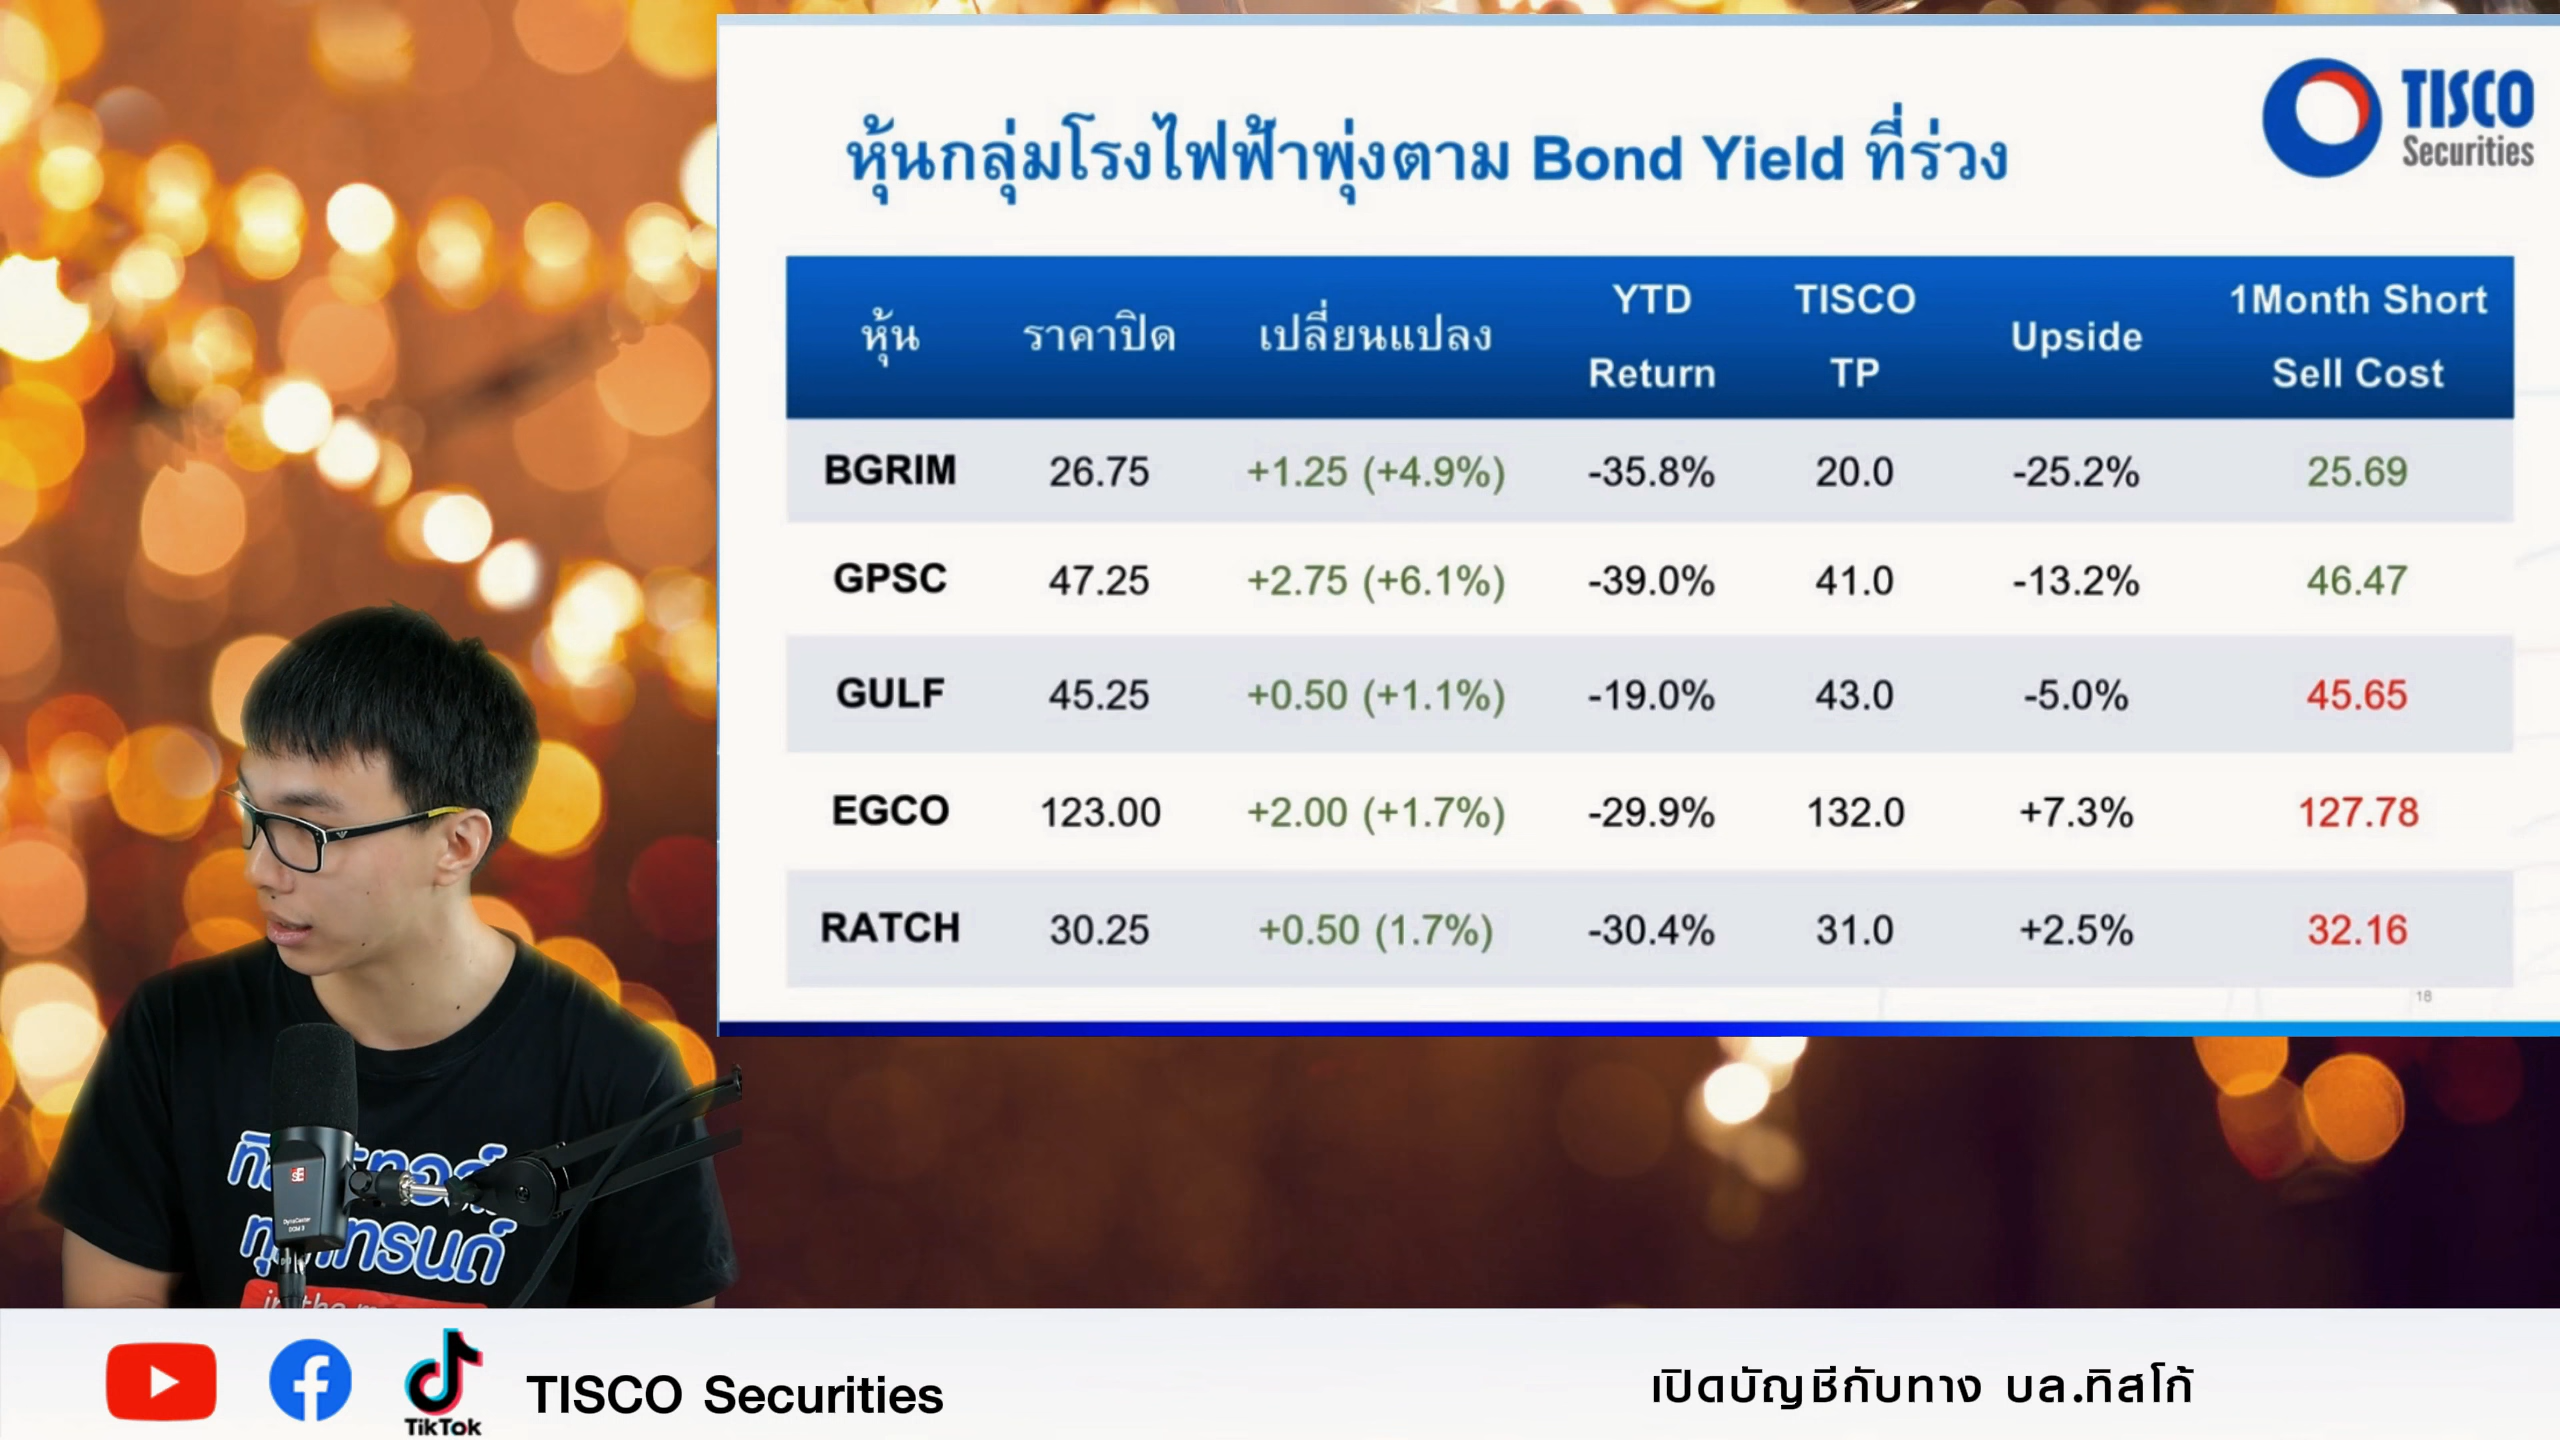 หุ้นกลุ่มโรงไฟฟ้าพุ่งตาม Bond Yield ที่ร่วง
TISCO
Securities
หุ้น ราคาปิด เปลี่ยนแปลง YTD Return TISCO TP Upside 1Month Short Sell Cost
BGRIM 26.75 +1.25 (+4.9%) -35.8% 20.0 -25.2% 25.69
GPSC 47.25 +2.75 (+6.1%) -39.0% 41.0 -13.2% 46.47
GULF 45.25 +0.50 (+1.1%) -19.0% 43.0 -5.0% 45.65
EGCO 123.00 +2.00 (+1.7%) -29.9% 132.0 +7.3% 127.78
RATCH 30.25 +0.50 (1.7%) -30.4% 31.0 +2.5% 32.16
18
TikTok
TISCO Securities
เปิดบัญชีกับทาง บล.ทิสโก้